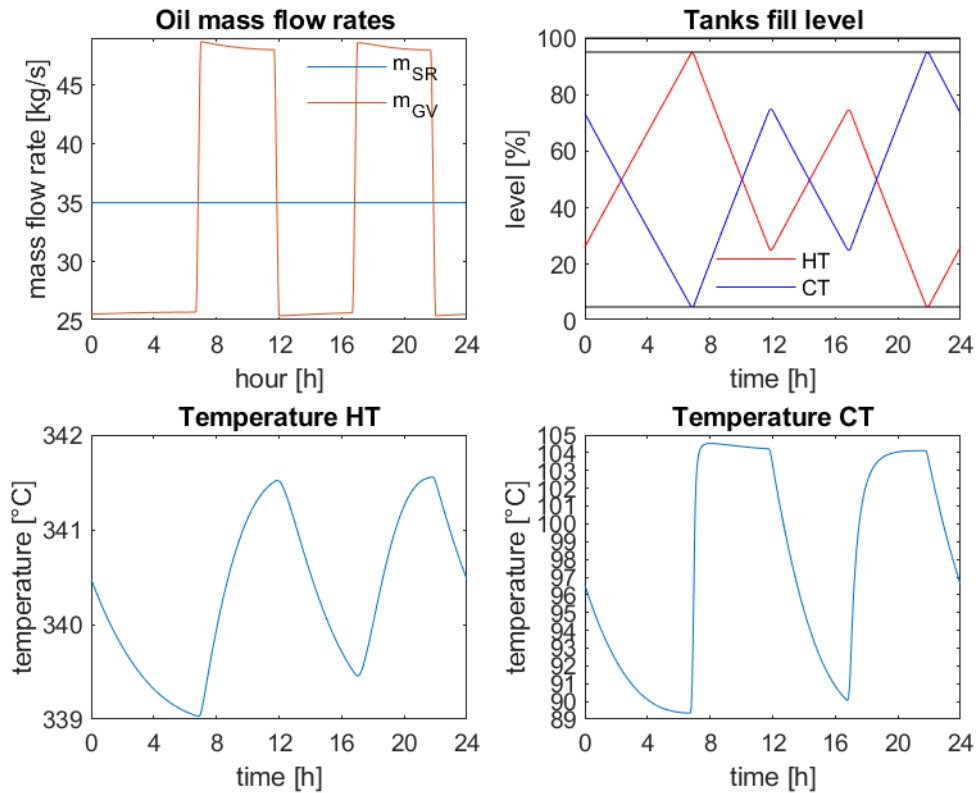 Oil mass flow rates
mass flow rate [kg/s]
45
40
35
30
25
m_SR
m_GV
0 4 8 12 16 20 24
hour [h]
Tanks fill level
level [%]
100
80
60
40
20
0
HT
CT
0 4 8 12 16 20 24
time [h]
Temperature HT
temperature [°C]
342
341
340
339
0 4 8 12 16 20 24
time [h]
Temperature CT
temperature [°C]
105
104
103
102
101
100
99
97
96
95
94
93
92
91
90
89
0 4 8 12 16 20 24
time [h]